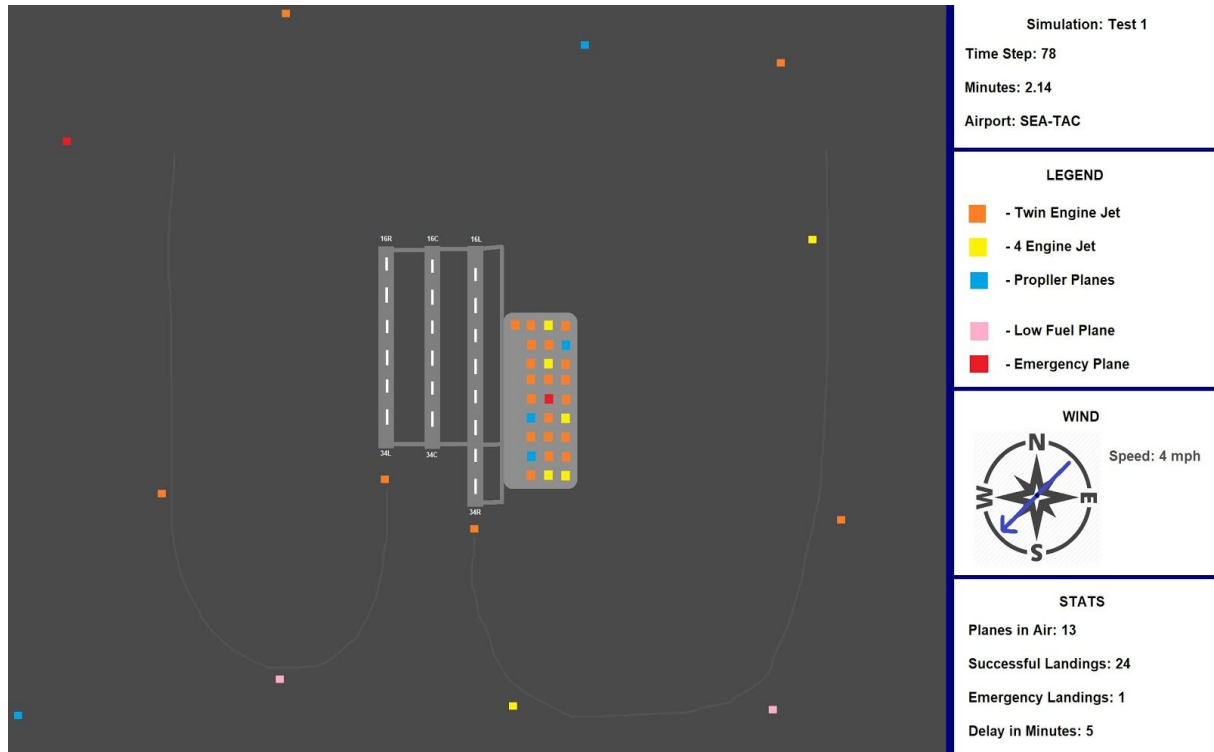 Simulation: Test 1
Time Step: 78
Minutes: 2.14
Airport: SEA-TAC
LEGEND
- Twin Engine Jet
- 4 Engine Jet
- Propller Planes
- Low Fuel Plane
- Emergency Plane
WIND
Speed: 4 mph
N
W
E
S
STATS
Planes in Air: 13
Successful Landings: 24
Emergency Landings: 1
Delay in Minutes: 5
16R 16C 16L
34L 34C
34R